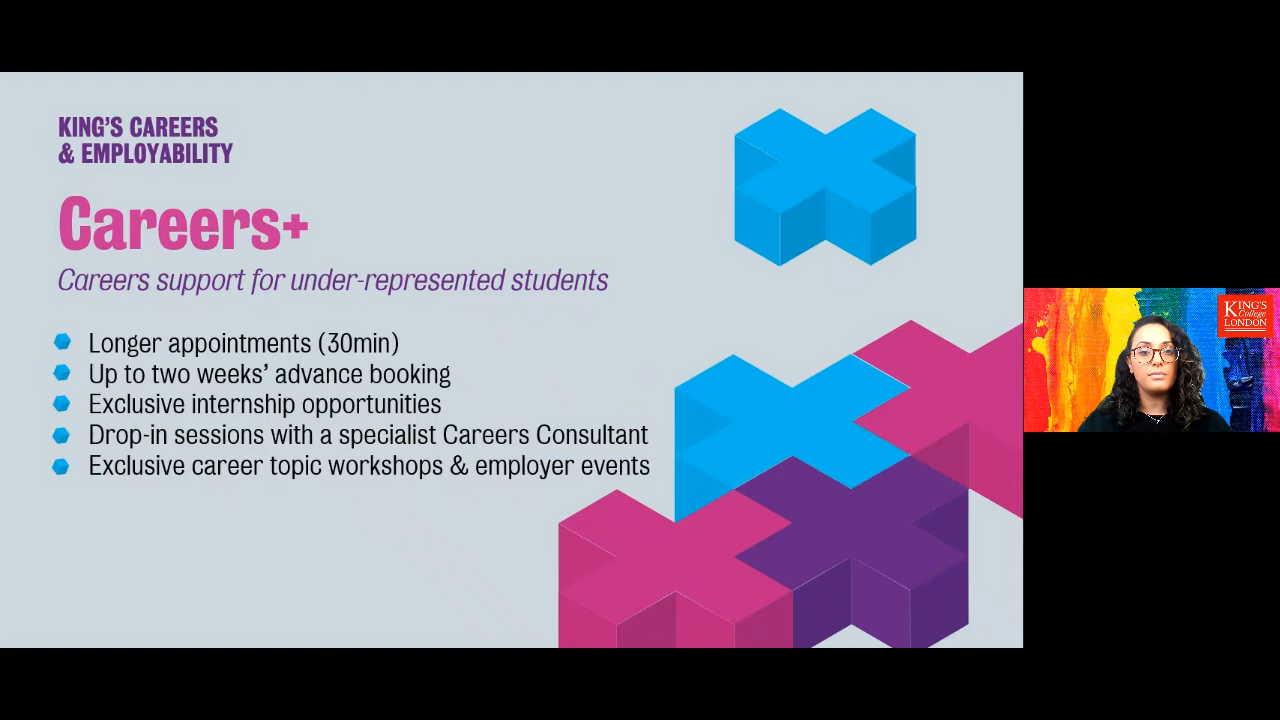 KING'S CAREERS
& EMPLOYABILITY
Careers+
Careers support for under-represented students
Longer appointments (30min)
Up to two weeks’ advance booking
Exclusive internship opportunities
Drop-in sessions with a specialist Careers Consultant
Exclusive career topic workshops & employer events
KING'S
College
LONDON